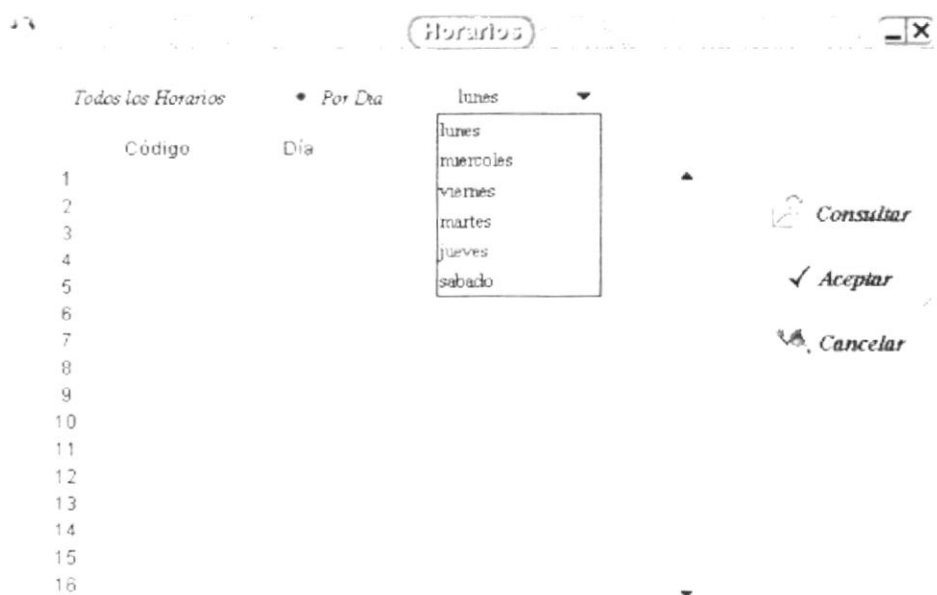 Horarios
Todos los Horarios Por Dia lunes
Código Día
lunes
miercoles
viernes
martes
jueves
sabado
1
2
3
4
5
6
7
8
9
10
11
12
13
14
15
16
Consultar
Aceptar
Cancelar